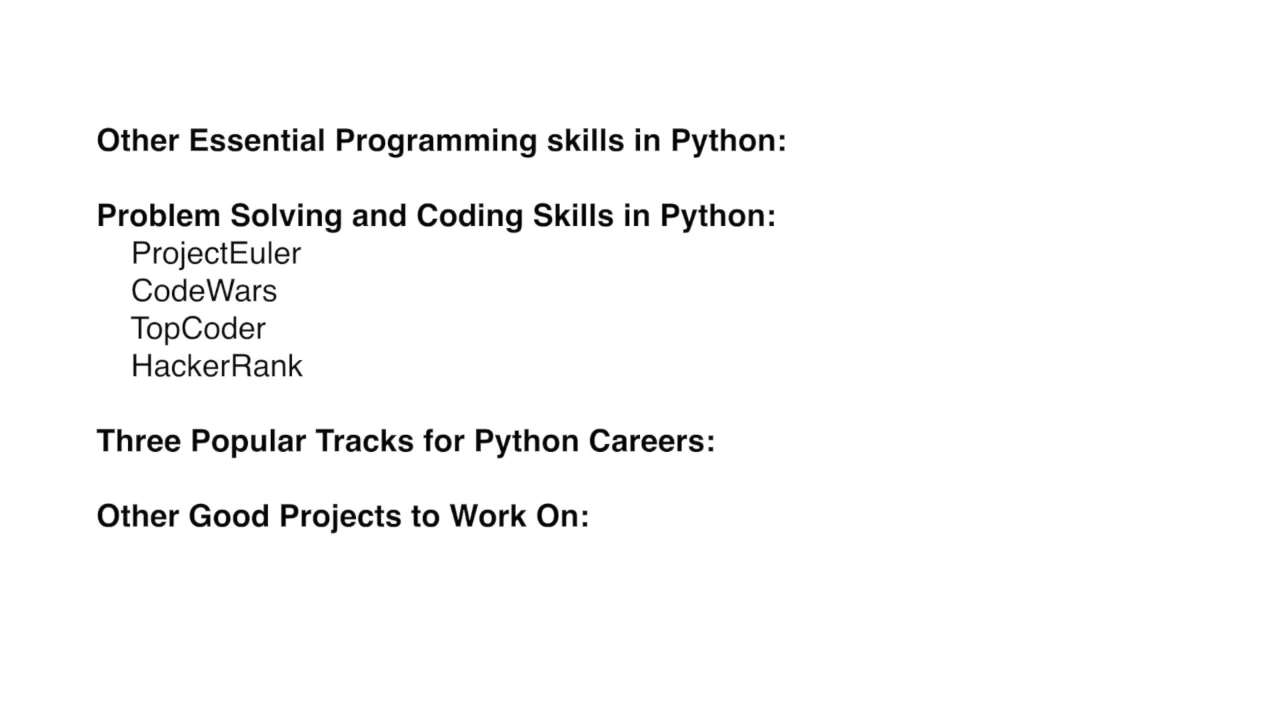 Other Essential Programming skills in Python:
Problem Solving and Coding Skills in Python:
ProjectEuler
CodeWars
TopCoder
HackerRank
Three Popular Tracks for Python Careers:
Other Good Projects to Work On: